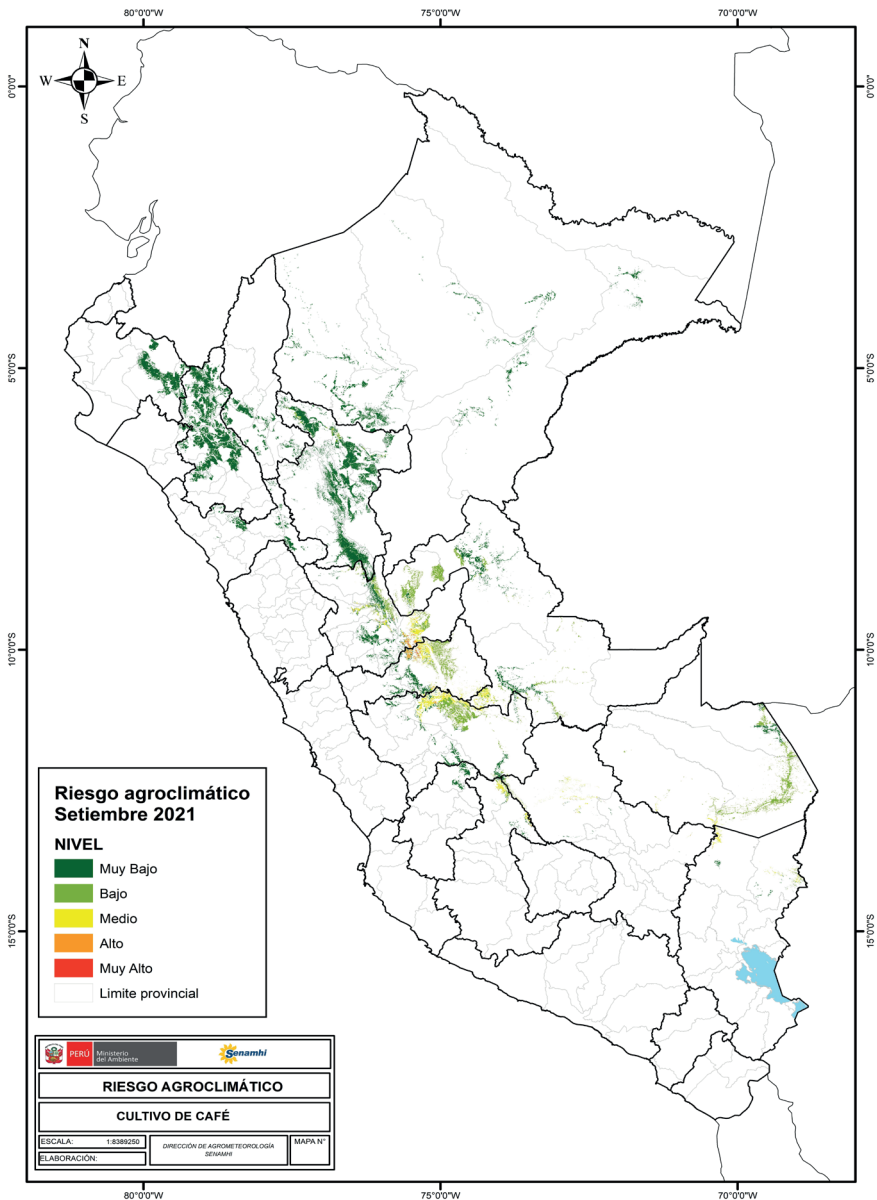 80°0'0"W 75°0'0"W 70°0'0"W
N
W E
S
0°0'0" 0°0'0"
5°0'0"S 5°0'0"S
10°0'0"S 10°0'0"S
15°0'0"S 15°0'0"S
Riesgo agroclimático
Setiembre 2021
NIVEL
Muy Bajo
Bajo
Medio
Alto
Muy Alto
Limite provincial
PERÚ Ministerio
del Ambiente
Senamhi
RIESGO AGROCLIMÁTICO
CULTIVO DE CAFÉ
ESCALA: 1:8389250
DIRECCIÓN DE AGROMETEOROLOGÍA
SENAMHI
MAPA N°
ELABORACIÓN:
80°0'0"W 75°0'0"W 70°0'0"W